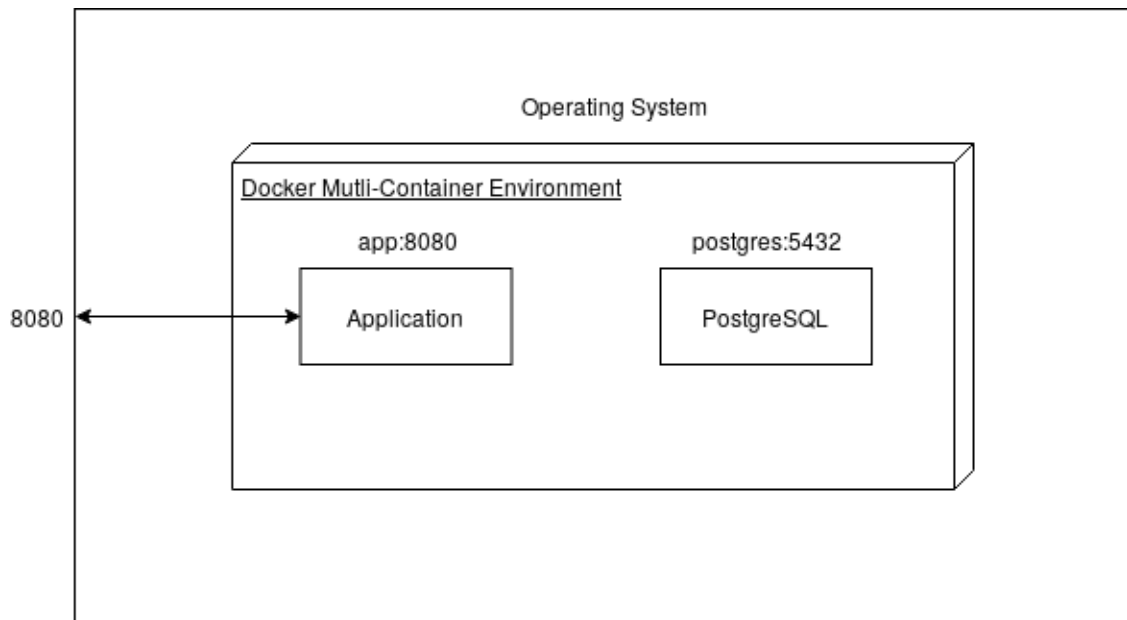 Operating System
Docker Mutli-Container Environment
app:8080
postgres:5432
8080
Application
PostgreSQL